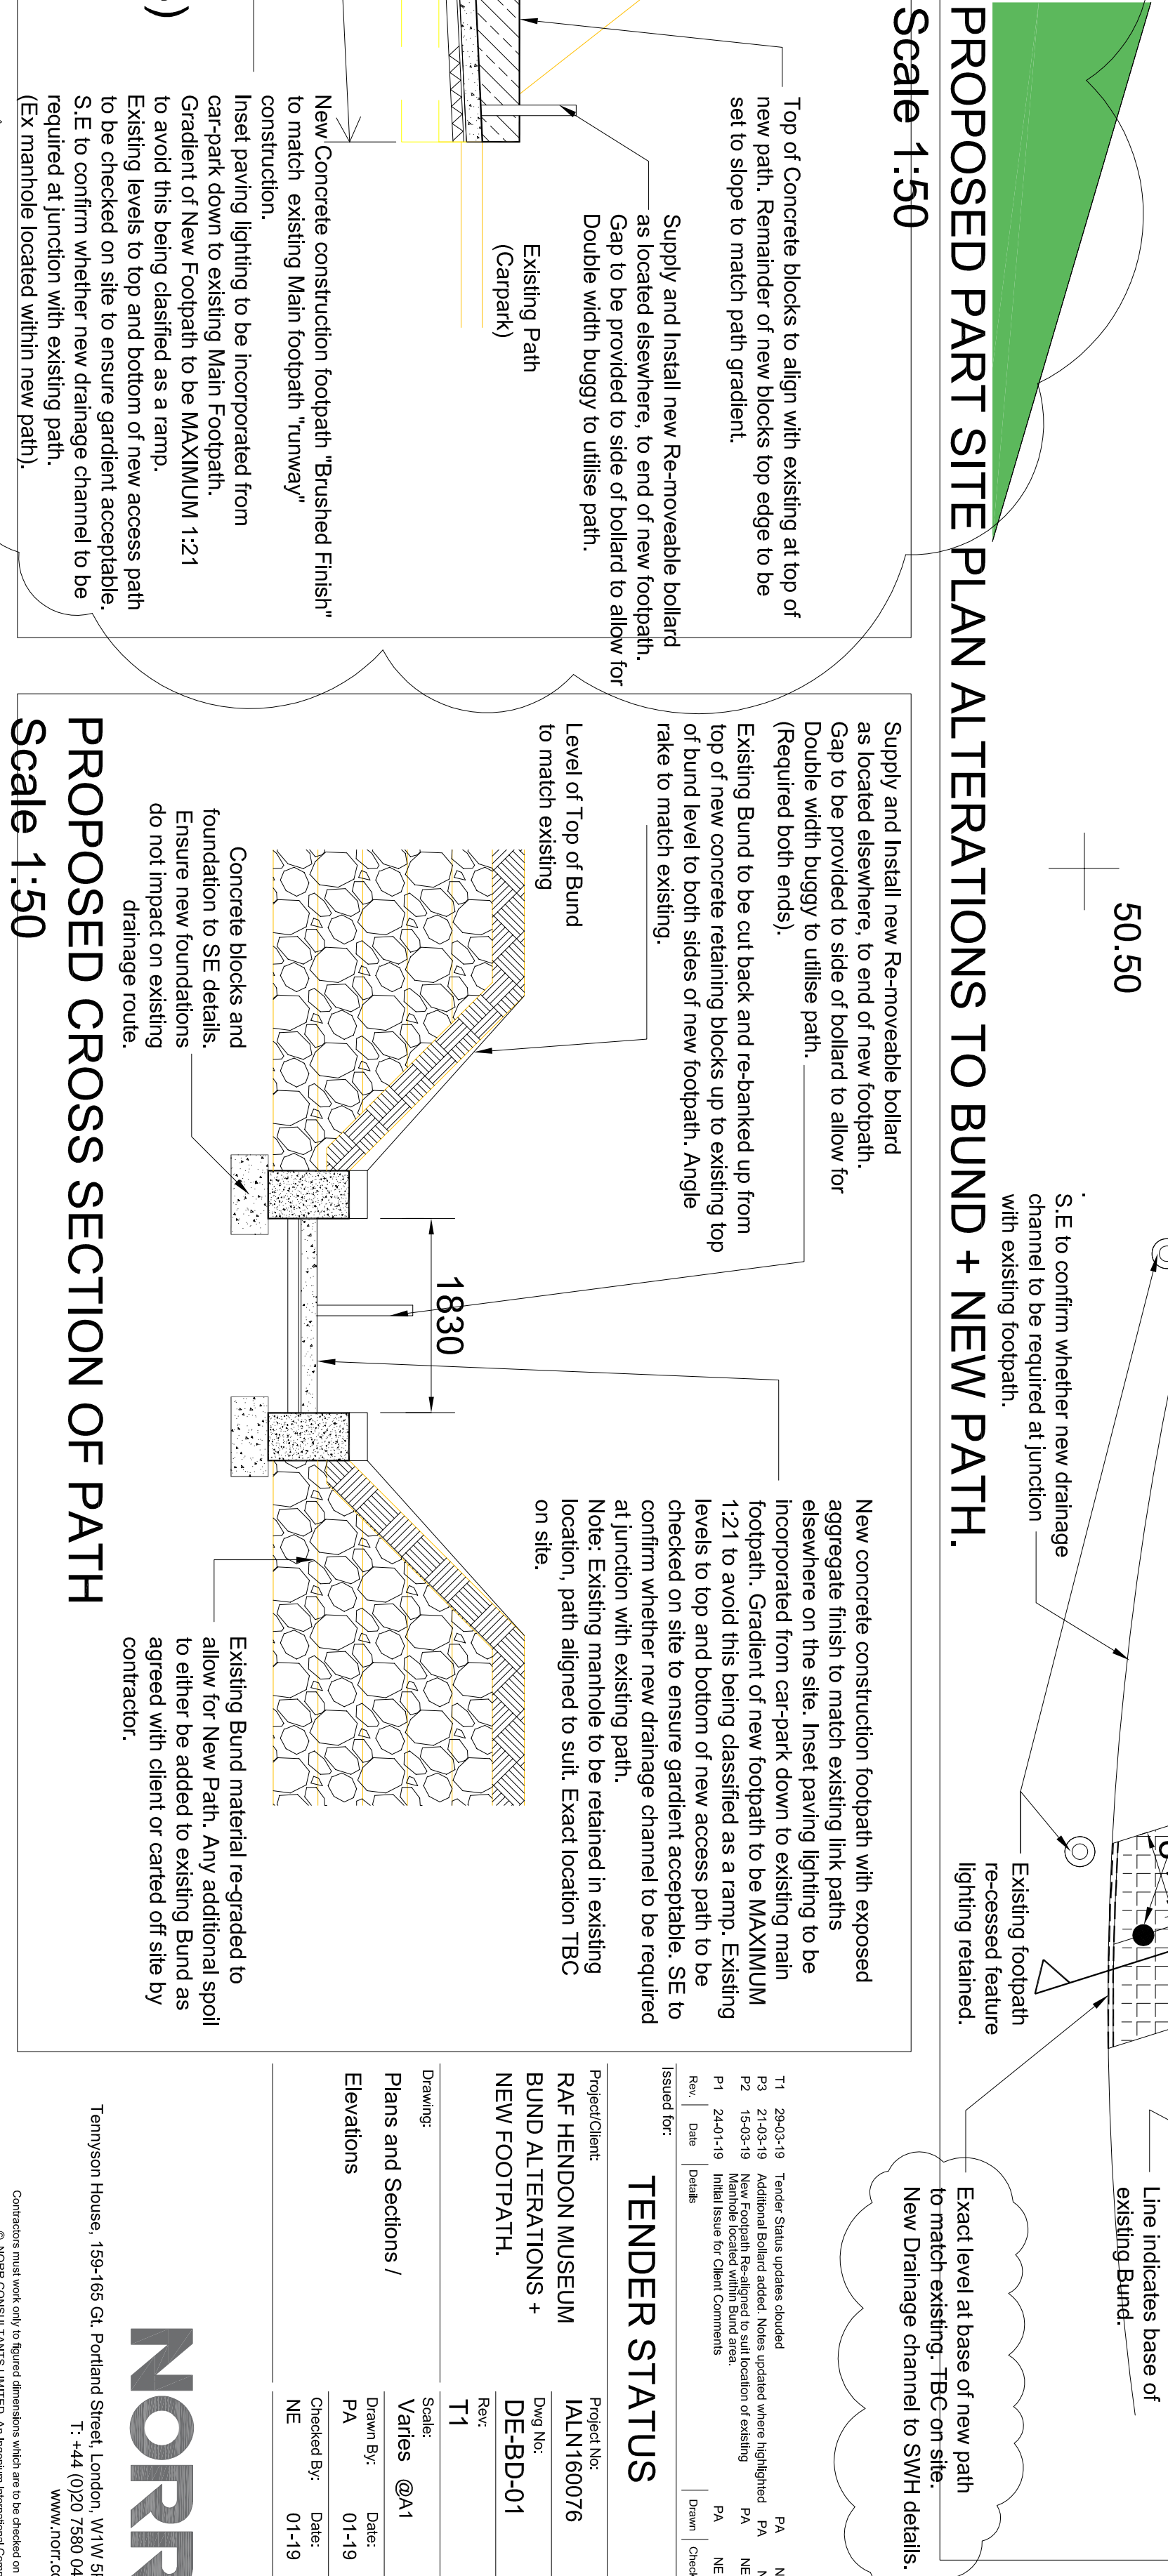 PROPOSED PART SITE PLAN ALTERATIONS TO BUND + NEW PATH.
Scale 1:50
50.50
S.E to confirm whether new drainage
channel to be required at junction
with existing footpath.
Existing footpath
re-cessed feature
lighting retained.
Line indicates base of
existing Bund.
Exact level at base of new path
to match existing. TBC on site.
New Drainage channel to SWH details.
Top of Concrete blocks to align with existing at top of
new path. Remainder of new blocks top edge to be
set to slope to match path gradient.
Supply and Install new Re-moveable bollard
as located elsewhere, to end of new footpath.
Gap to be provided to side of bollard to allow for
Double width buggy to utilise path.
Existing Path
(Carpark)
New Concrete construction footpath "Brushed Finish"
to match existing Main footpath "runway"
construction.
Inset paving lighting to be incorporated from
car-park down to existing Main Footpath.
Gradient of New Footpath to be MAXIMUM 1:21
to avoid this being clasified as a ramp.
Existing levels to top and bottom of new access path
to be checked on site to ensure gardient acceptable.
S.E to confirm whether new drainage channel to be
required at junction with existing path.
(Ex manhole located within new path).
)
Supply and Install new Re-moveable bollard
as located elsewhere, to end of new footpath.
Gap to be provided to side of bollard to allow for
Double width buggy to utilise path.
(Required both ends).
Existing Bund to be cut back and re-banked up from
top of new concrete retaining blocks up to existing top
of bund level to both sides of new footpath. Angle
rake to match existing.
Level of Top of Bund
to match existing
Concrete blocks and
foundation to SE details.
Ensure new foundations
do not impact on existing
drainage route.
1830
New concrete construction footpath with exposed
aggregate finish to match existing link paths
elsewhere on the site. Inset paving lighting to be
incorporated from car-park down to existing main
footpath. Gradient of new footpath to be MAXIMUM
1:21 to avoid this being classified as a ramp. Existing
levels to top and bottom of new access path to be
checked on site to ensure gardient acceptable. SE to
confirm whether new drainage channel to be required
at junction with existing path.
Note: Existing manhole to be retained in existing
location, path aligned to suit. Exact location TBC
on site.
Existing Bund material re-graded to
allow for New Path. Any additional spoil
to either be added to existing Bund as
agreed with client or carted off site by
contractor.
PROPOSED CROSS SECTION OF PATH
Scale 1:50
T1 29-03-19 Tender Status updates clouded PA
P3 21-03-19 Additional Bollard added. Notes updated where highlighted PA
P2 15-03-19 New Footpath Re-aligned to suit location of existing PA NE
Manhole located within Bund area.
P1 24-01-19 Initial Issue for Client Comments PA NE
Rev. Date Details Drawn
Issued for:
TENDER STATUS
Project/Client:
RAF HENDON MUSEUM
BUND ALTERATIONS +
NEW FOOTPATH.
Drawing:
Plans and Sections /
Elevations
Project No:
IALN160076
Dwg No:
DE-BD-01
Rev:
T1
Scale:
Varies @A1
Drawn By: Date:
PA 01-19
Checked By: Date:
NE 01-19
NORR
Tennyson House, 159-165 Gt. Portland Street, London, W1W
T: +44 (0)20 7580 04
www.norr.co
Contractors must work only to figured dimensions which are to be checked on